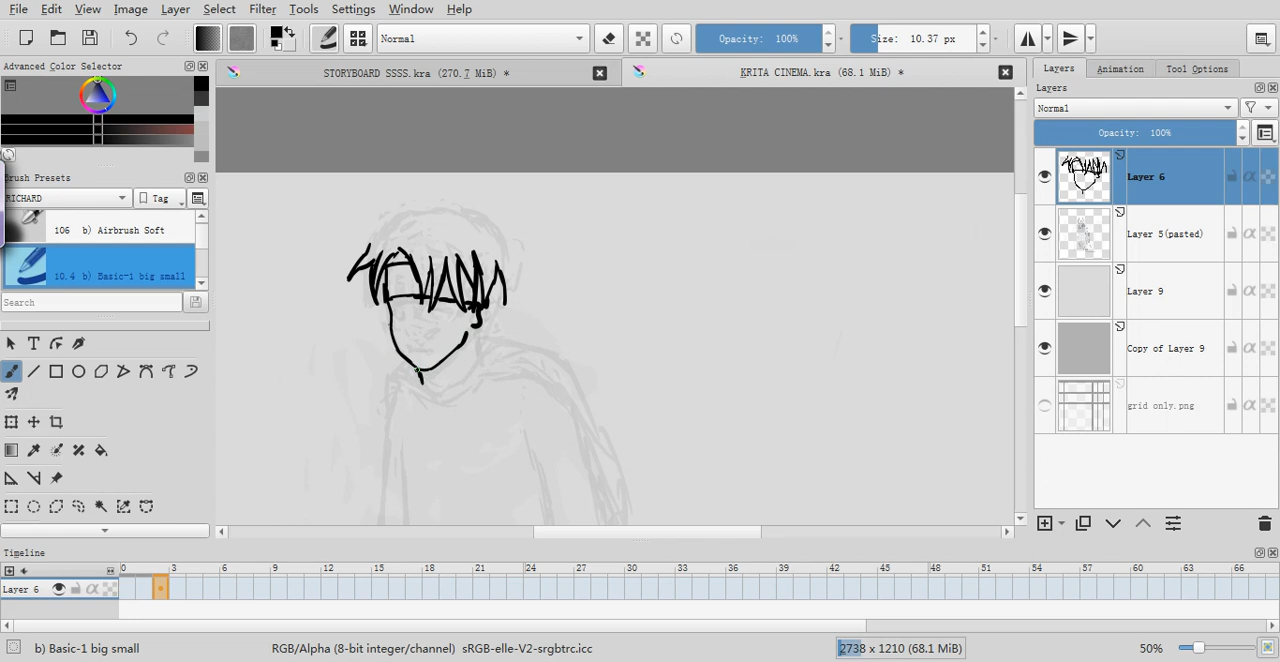 File Edit View Image Layer Select Filter Tools Settings Window Help
Normal
Opacity: 100%
Size: 10.37 px
Advanced Color Selector
STORYBOARD SSSS.kra (270.7 MiB) *
KRITA CINEMA.kra (68.1 MiB) *
Layers Animation Tool Options
Layers
Normal
Opacity: 100%
Brush Presets
RICHARD
Tag
106 b) Airbrush Soft
10.4 b) Basic-1 big small
Search
Layer 6
Layer 5(pasted)
Layer 9
Copy of Layer 9
grid only.png
Timeline
0 3 6 9 12 15 18 21 24 27 30 33 36 39 42 45 48 51 54 57 60 63 66
Layer 6
b) Basic-1 big small
RGB/Alpha (8-bit integer/channel) sRGB-elle-V2-srgbtrc.icc
2738 x 1210 (68.1 MiB)
50%